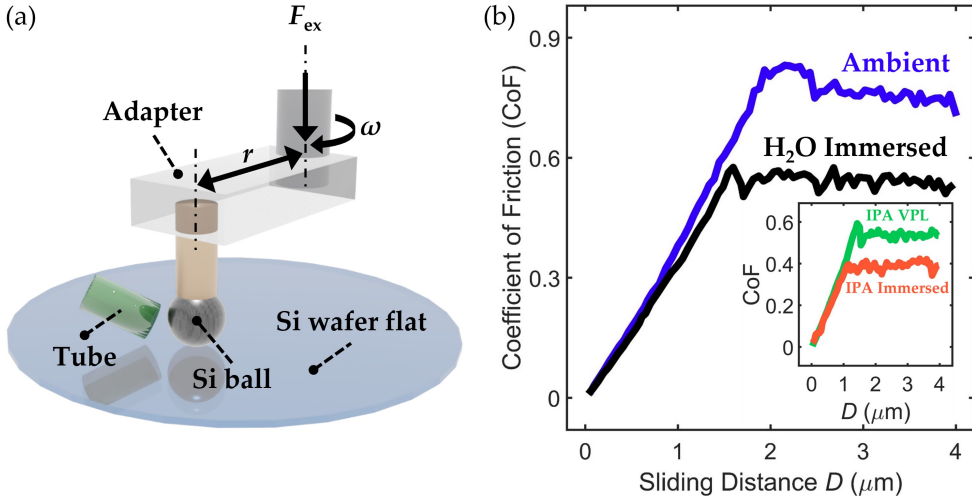 (a)
F_ex
Adapter
ω
r
Tube
Si ball
Si wafer flat
(b)
Coefficient of Friction (CoF)
0.9
0.6
0.3
0
Ambient
H₂O Immersed
0 1 2 3 4
Sliding Distance D (μm)
CoF
0.6
0.4
0.2
0
IPA VPL
IPA Immersed
0 1 2 3 4
D (μm)